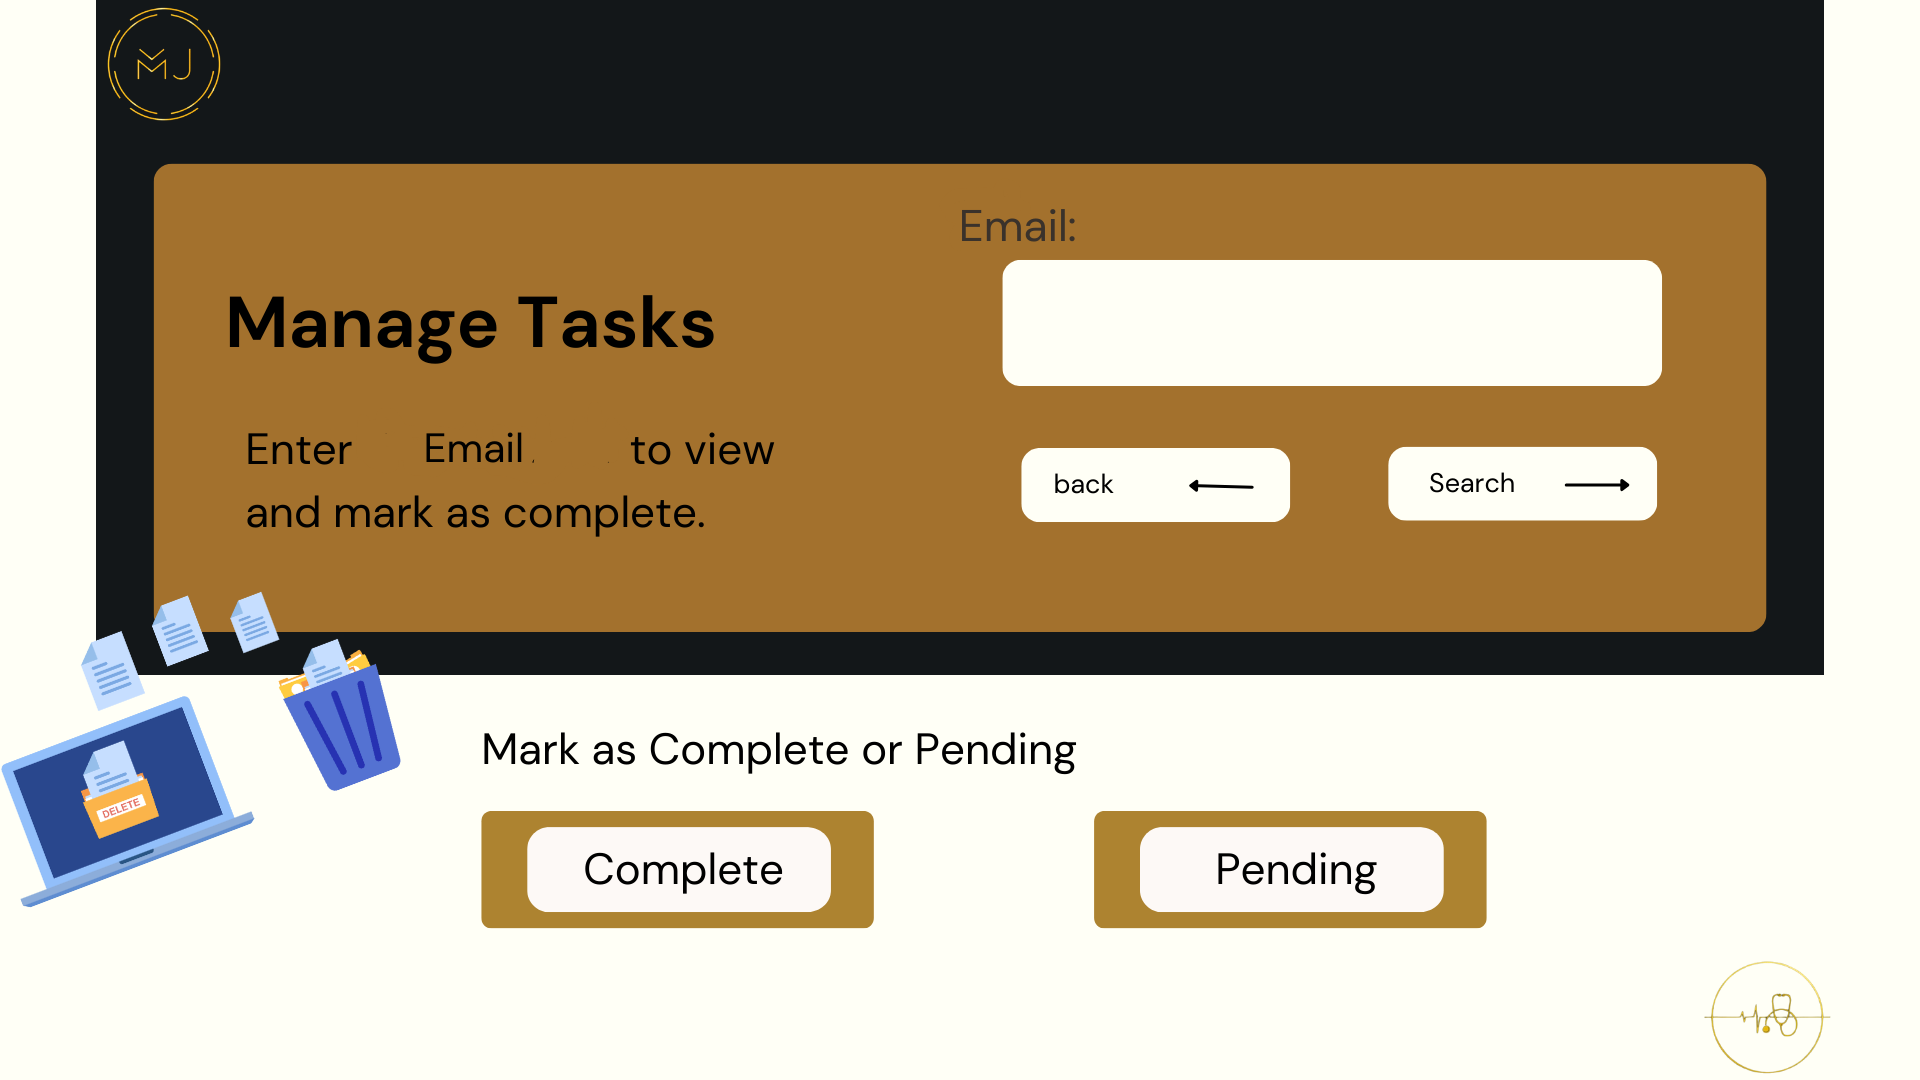 MJ
Email:
Manage Tasks
Enter Email to view
and mark as complete.
back
Search
Mark as Complete or Pending
Complete
Pending
DELETE